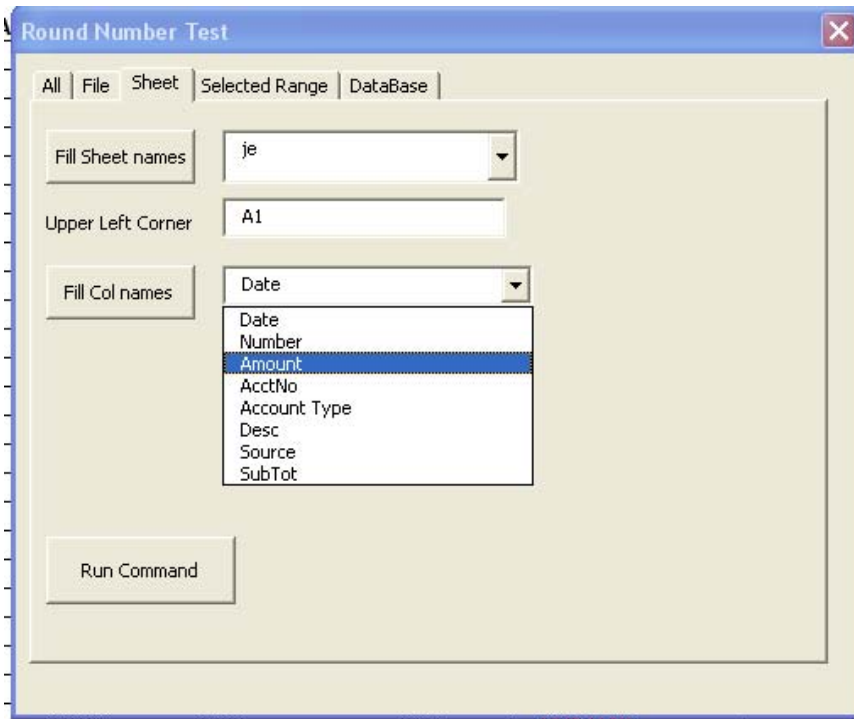 Round Number Test
All File Sheet Selected Range DataBase
Fill Sheet names je
Upper Left Corner A1
Fill Col names Date
Date
Number
Amount
AcctNo
Account Type
Desc
Source
SubTot
Run Command